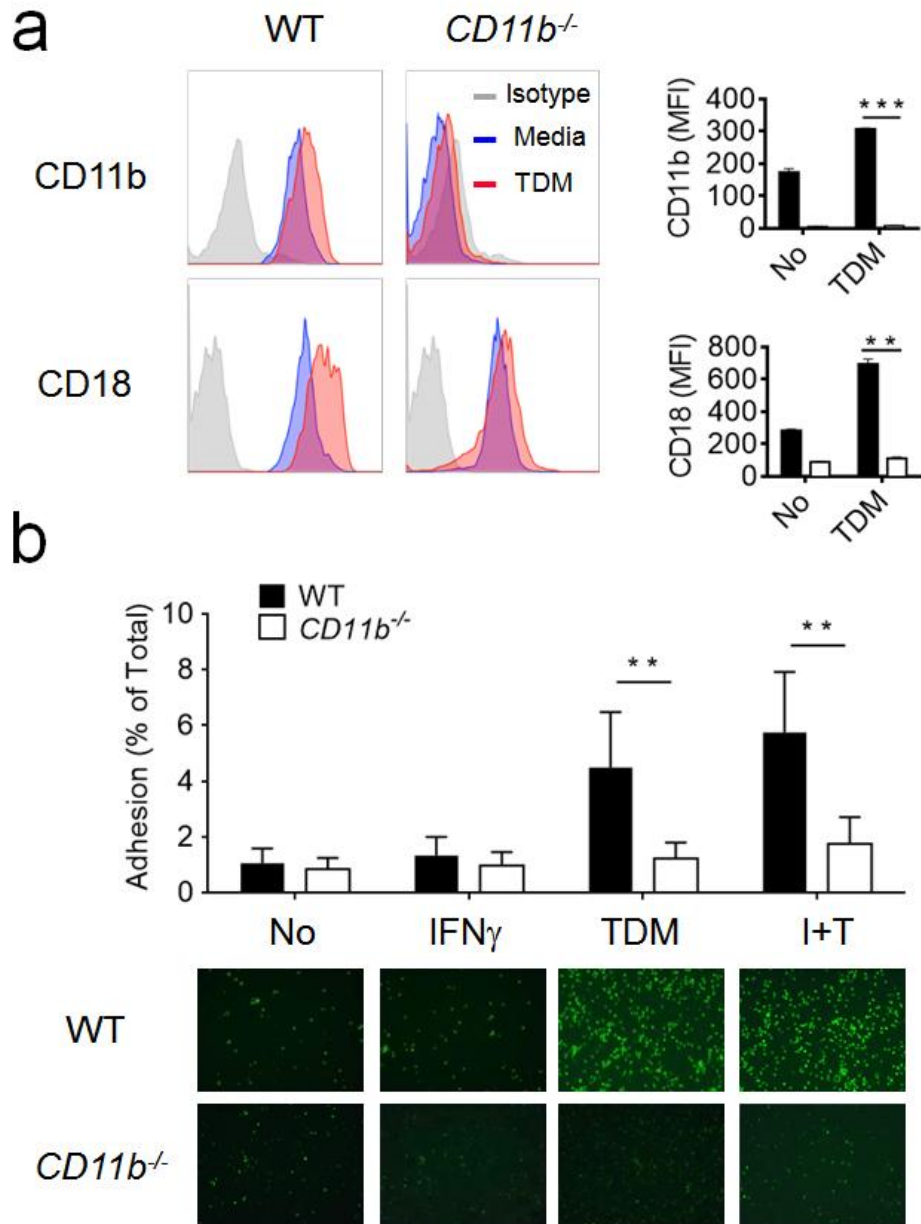 a
WT
CD11b-/-
Isotype
Media
TDM
CD11b
CD11b (MFI)
400
300
200
100
0
***
No
TDM
CD18
CD18 (MFI)
800
600
400
200
0
**
No
TDM
b
WT
CD11b-/-
Adhesion (% of Total)
10
8
6
4
2
0
**
**
No
IFNγ
TDM
I+T
WT
CD11b-/-